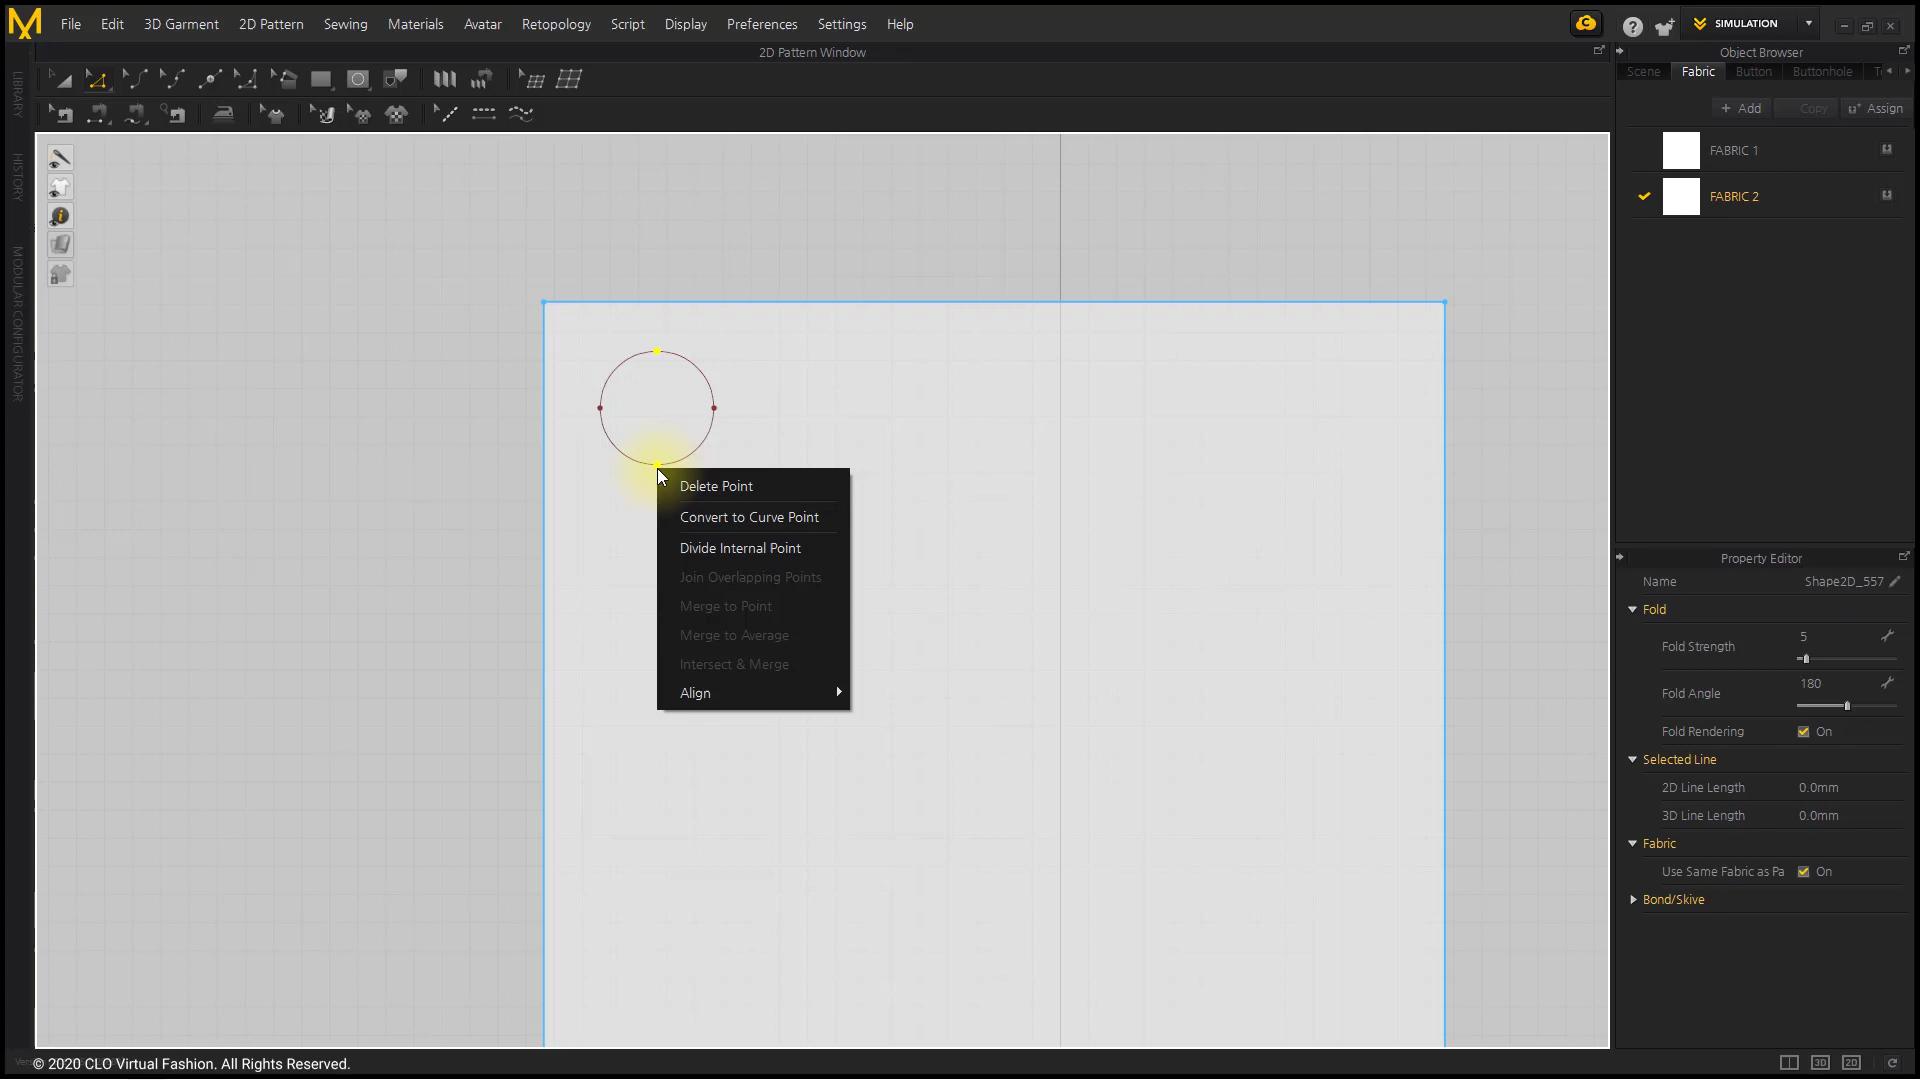 File Edit 3D Garment 2D Pattern Sewing Materials Avatar Retopology Script Display Preferences Settings Help
SIMULATION
2D Pattern Window
Object Browser
Scene Fabric Button Buttonhole
+ Add Copy Assign
FABRIC 1
FABRIC 2
LIBRARY
HISTORY
MODULAR CONFIGURATOR
Delete Point
Convert to Curve Point
Divide Internal Point
Join Overlapping Points
Merge to Point
Merge to Average
Intersect & Merge
Align
Property Editor
Name Shape2D_557
Fold
Fold Strength 5
Fold Angle 180
Fold Rendering On
Selected Line
2D Line Length 0.0mm
3D Line Length 0.0mm
Fabric
Use Same Fabric as Pa On
Bond/Skive
© 2020 CLO Virtual Fashion. All Rights Reserved.
3D 2D